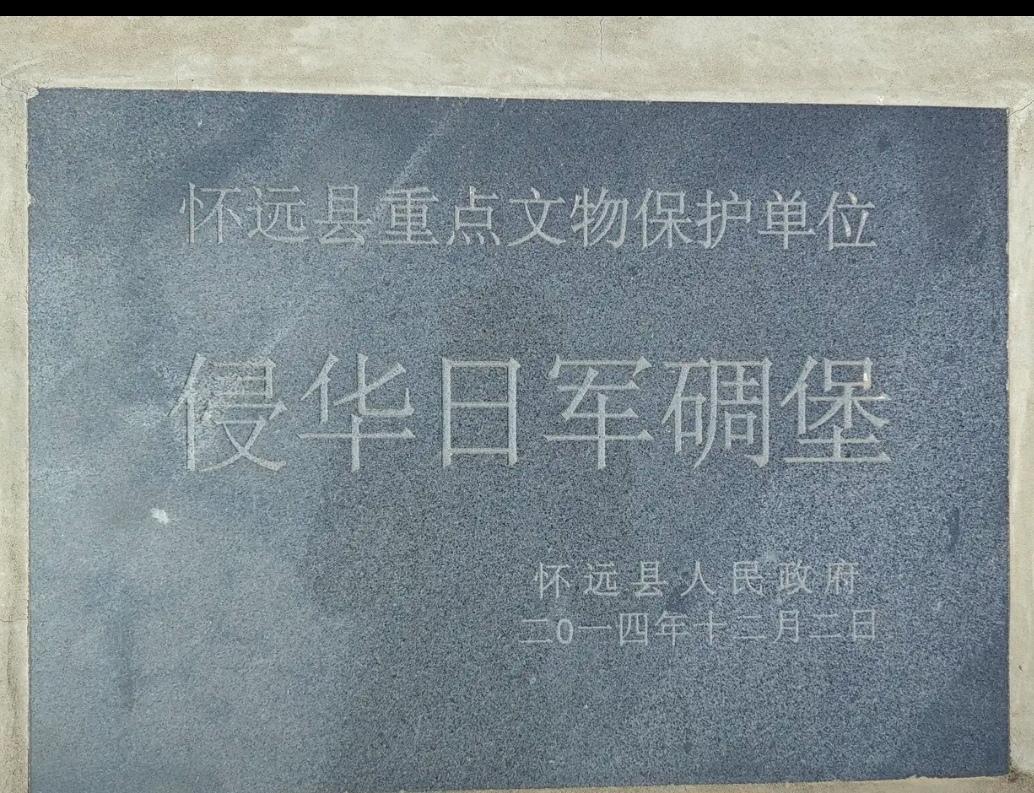 怀远县重点文物保护单位
侵华日军碉堡
怀远县人民政府
二0一四年十二月二日